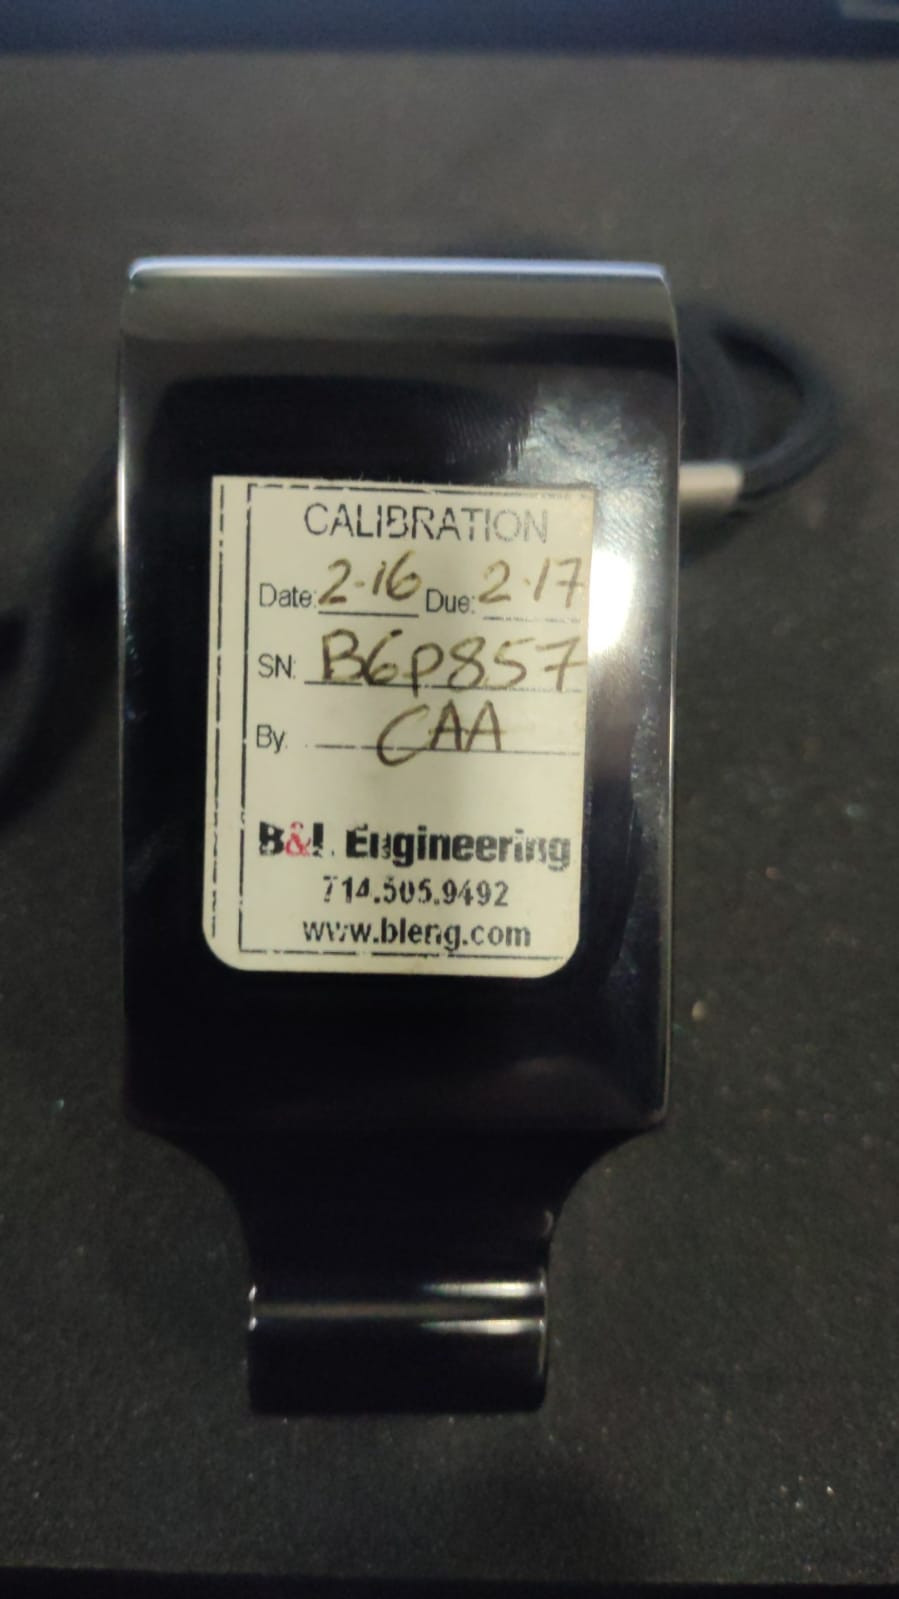 CALIBRATION
Date: 2-16 Due: 2-17
SN: B6P857
By. CAA
B&L Engineering
714.505.9492
www.bleng.com